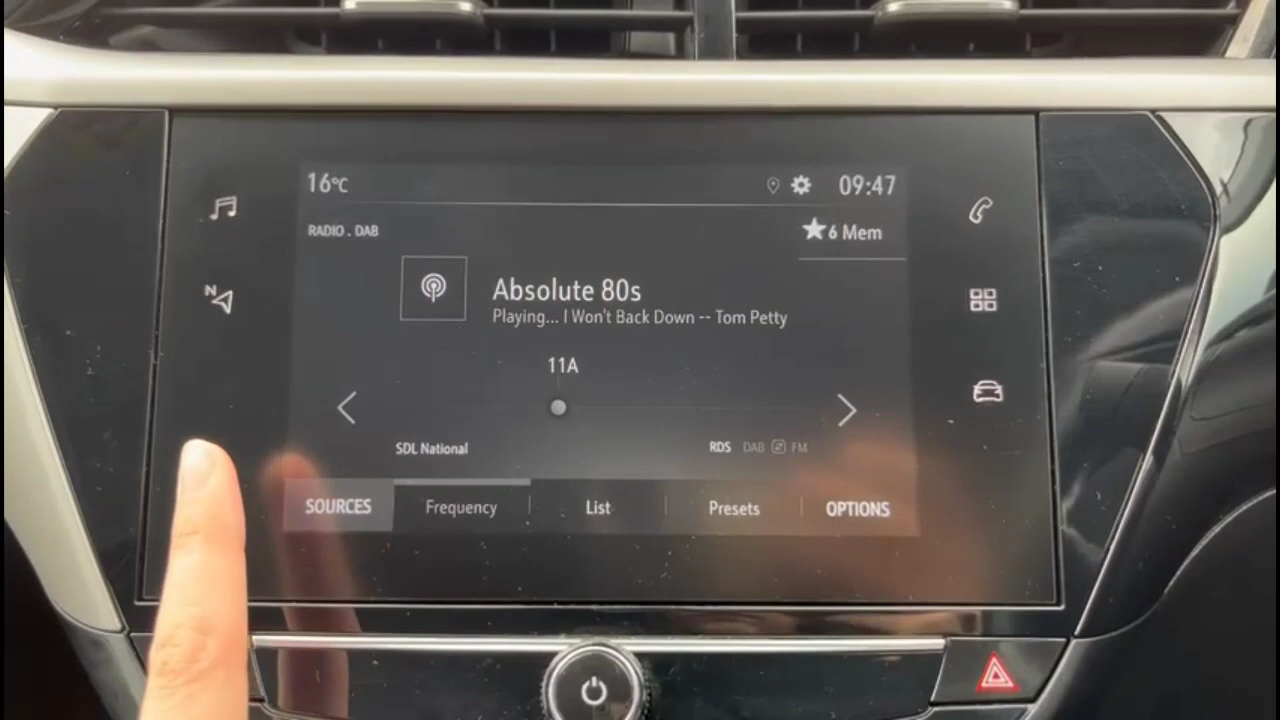 16°C
09:47
RADIO . DAB
6 Mem
N
Absolute 80s
Playing... I Won't Back Down -- Tom Petty
11A
SDL National
RDS DAB FM
SOURCES Frequency List Presets OPTIONS